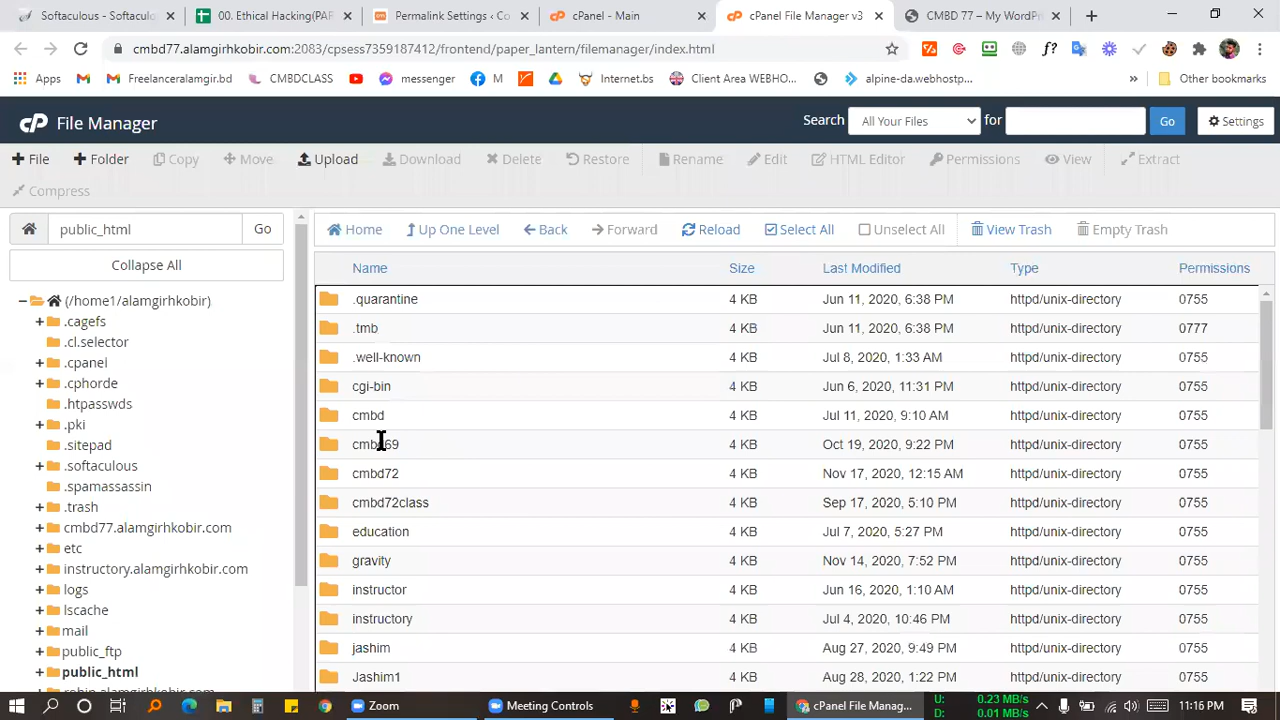 Softaculous - Softaculo
00. Ethical Hacking(PAF
Permalink Settings ‹ Co
cPanel - Main
cPanel File Manager v3
CMBD 77 – My WordPr
cmbd77.alamgirhkobir.com:2083/cpsess7359187412/frontend/paper_lantern/filemanager/index.html
Apps
Freelanceralamgir.bd
CMBDCLASS
messenger
M
Internet.bs
Client Area WEBHO...
alpine-da.webhostp...
»
Other bookmarks
cP File Manager
Search All Your Files for Go Settings
File Folder Copy Move Upload Download Delete Restore Rename Edit HTML Editor Permissions View Extract
Compress
public_html Go
Home Up One Level Back Forward Reload Select All Unselect All View Trash Empty Trash
Collapse All
(/home1/alamgirhkobir)
.cagefs
.cl.selector
.cpanel
.cphorde
.htpasswds
.pki
.sitepad
.softaculous
.spamassassin
.trash
cmbd77.alamgirhkobir.com
etc
instructory.alamgirhkobir.com
logs
lscache
mail
public_ftp
public_html
robin.alamgirhkobir.com
Name Size Last Modified Type Permissions
.quarantine 4 KB Jun 11, 2020, 6:38 PM httpd/unix-directory 0755
.tmb 4 KB Jun 11, 2020, 6:38 PM httpd/unix-directory 0777
.well-known 4 KB Jul 8, 2020, 1:33 AM httpd/unix-directory 0755
cgi-bin 4 KB Jun 6, 2020, 11:31 PM httpd/unix-directory 0755
cmbd 4 KB Jul 11, 2020, 9:10 AM httpd/unix-directory 0755
cmbd69 4 KB Oct 19, 2020, 9:22 PM httpd/unix-directory 0755
cmbd72 4 KB Nov 17, 2020, 12:15 AM httpd/unix-directory 0755
cmbd72class 4 KB Sep 17, 2020, 5:10 PM httpd/unix-directory 0755
education 4 KB Jul 7, 2020, 5:27 PM httpd/unix-directory 0755
gravity 4 KB Nov 14, 2020, 7:52 PM httpd/unix-directory 0755
instructor 4 KB Jun 16, 2020, 1:10 AM httpd/unix-directory 0755
instructory 4 KB Jul 4, 2020, 10:46 PM httpd/unix-directory 0755
jashim 4 KB Aug 27, 2020, 9:49 PM httpd/unix-directory 0755
Jashim1 4 KB Aug 28, 2020, 1:22 PM httpd/unix-directory 0755
Zoom
Meeting Controls
cPanel File Manag...
U: 0.23 MB/s
D: 0.01 MB/s
11:16 PM